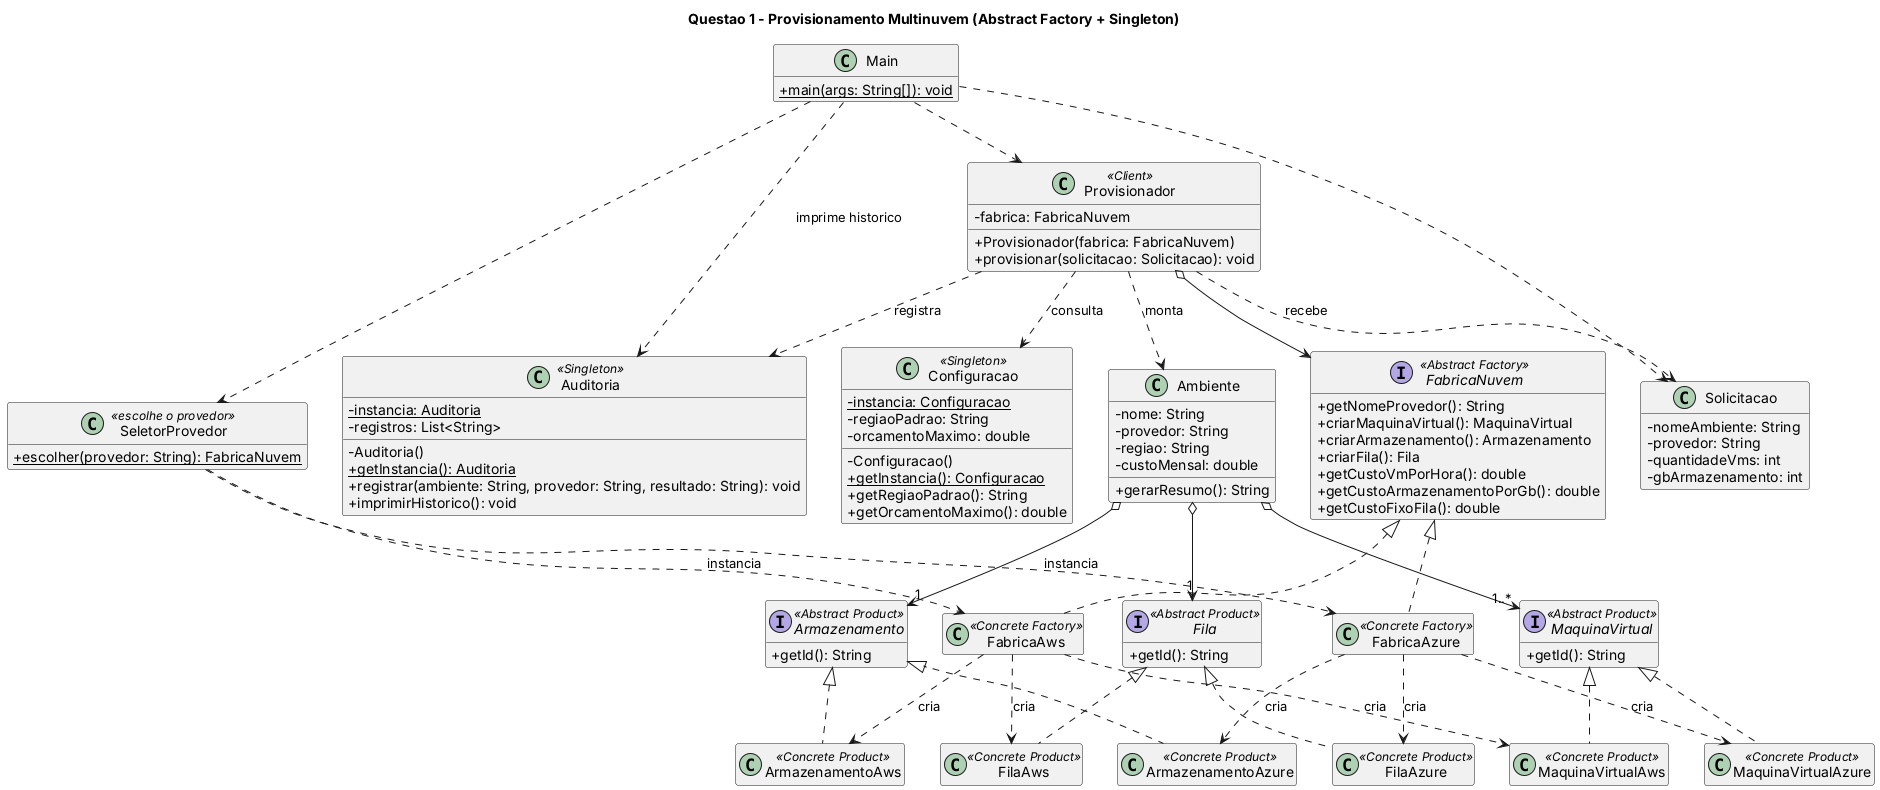 Questao 1 - Provisionamento Multinuvem (Abstract Factory + Singleton)
C Main
+main(args: String[]): void
C «Client»
Provisionador
-fabrica: FabricaNuvem
+Provisionador(fabrica: FabricaNuvem)
+provisionar(solicitacao: Solicitacao): void
imprime historico
registra
consulta
monta
recebe
C «escolhe o provedor»
SeletorProvedor
+escolher(provedor: String): FabricaNuvem
C «Singleton»
Auditoria
-instancia: Auditoria
-registros: List<String>
-Auditoria()
+getInstancia(): Auditoria
+registrar(ambiente: String, provedor: String, resultado: String): void
+imprimirHistorico(): void
C «Singleton»
Configuracao
-instancia: Configuracao
-regiaoPadrao: String
-orcamentoMaximo: double
-Configuracao()
+getInstancia(): Configuracao
+getRegiaoPadrao(): String
+getOrcamentoMaximo(): double
C Ambiente
-nome: String
-provedor: String
-regiao: String
-custoMensal: double
+gerarResumo(): String
I «Abstract Factory»
FabricaNuvem
+getNomeProvedor(): String
+criarMaquinaVirtual(): MaquinaVirtual
+criarArmazenamento(): Armazenamento
+criarFila(): Fila
+getCustoVmPorHora(): double
+getCustoArmazenamentoPorGb(): double
+getCustoFixoFila(): double
C Solicitacao
-nomeAmbiente: String
-provedor: String
-quantidadeVms: int
-gbArmazenamento: int
instancia
instancia
1
1
1..*
I «Abstract Product»
Armazenamento
+getId(): String
C «Concrete Factory»
FabricaAws
I «Abstract Product»
Fila
+getId(): String
C «Concrete Factory»
FabricaAzure
I «Abstract Product»
MaquinaVirtual
+getId(): String
cria
cria
cria
cria
cria
cria
C «Concrete Product»
ArmazenamentoAws
C «Concrete Product»
FilaAws
C «Concrete Product»
ArmazenamentoAzure
C «Concrete Product»
FilaAzure
C «Concrete Product»
MaquinaVirtualAws
C «Concrete Product»
MaquinaVirtualAzure